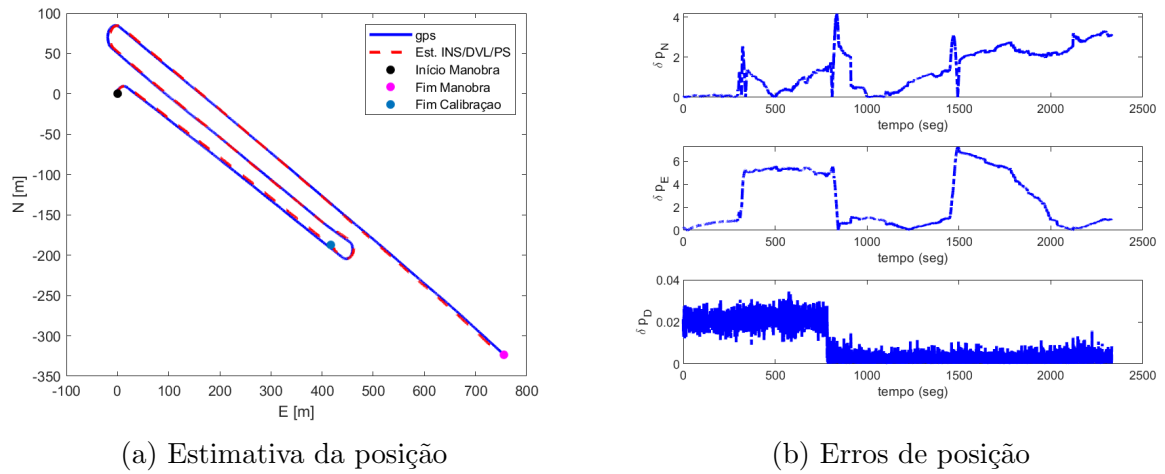 100
50
0
-50
-100
-150
-200
-250
-300
-350
-100 0 100 200 300 400 500 600 700 800
N [m]
E [m]
gps
Est. INS/DVL/PS
Início Manobra
Fim Manobra
Fim Calibraçao
(a) Estimativa da posição
4
2
0
δ p_N
0 500 1000 1500 2000 2500
tempo (seg)
6
4
2
0
δ p_E
0 500 1000 1500 2000 2500
tempo (seg)
0.04
0.02
0
δ p_D
0 500 1000 1500 2000 2500
tempo (seg)
(b) Erros de posição